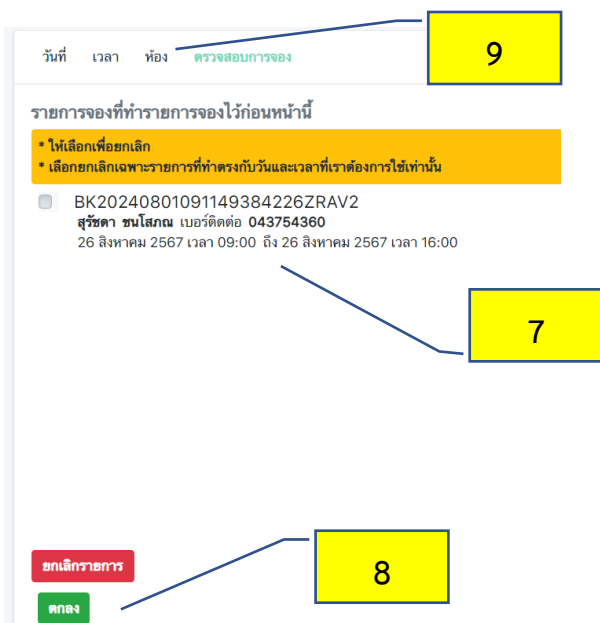 9
วันที่ เวลา ห้อง ตรวจสอบการจอง
รายการจองที่ทำรายการจองไว้ก่อนหน้านี้
* ให้เลือกเพื่อยกเลิก
* เลือกยกเลิกเฉพาะรายการที่ทำตรงกับวันและเวลาที่เราต้องการใช้เท่านั้น
BK20240801091149384226ZRAV2
สุรัชดา ชนโสภณ เบอร์ติดต่อ 043754360
26 สิงหาคม 2567 เวลา 09:00 ถึง 26 สิงหาคม 2567 เวลา 16:00
7
ยกเลิกรายการ
8
ตกลง